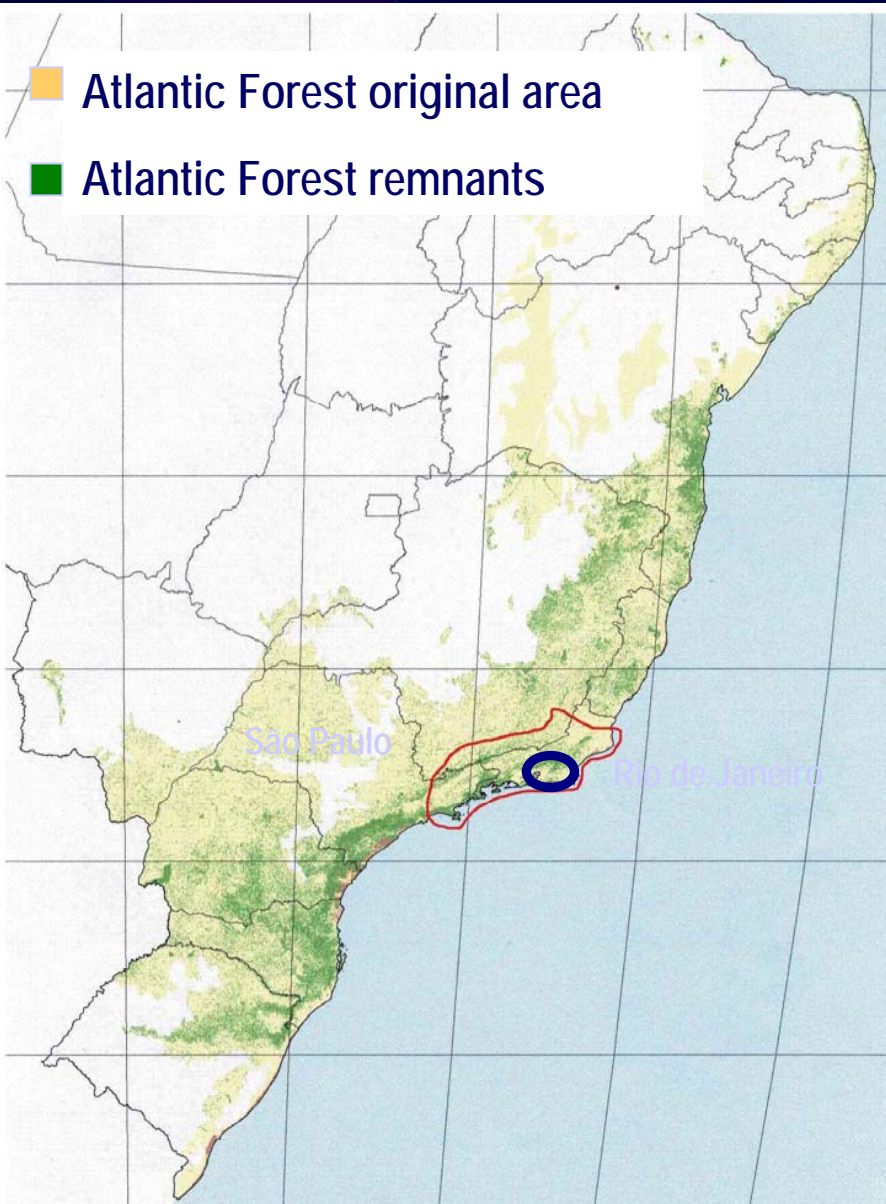 Atlantic Forest original area
Atlantic Forest remnants
São Paulo
Rio de Janeiro